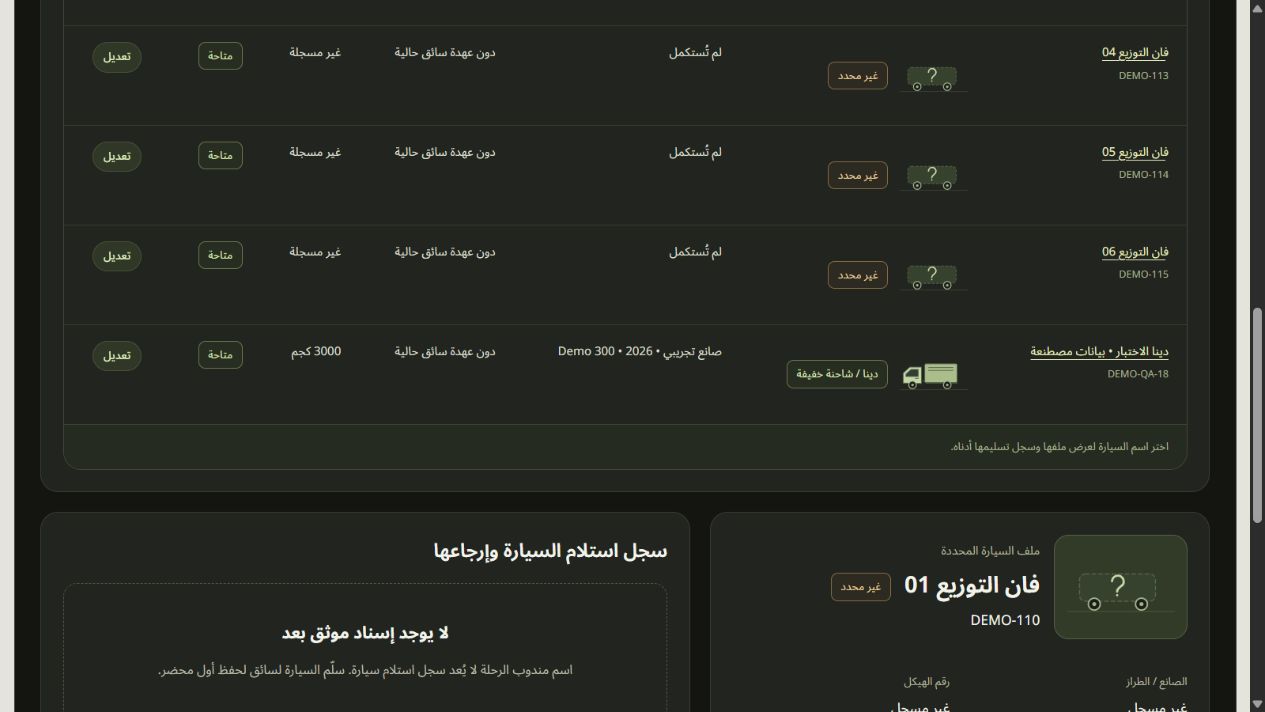 فان التوزيع 04
DEMO-113
غير محدد
لم تُستكمل
دون عهدة سائق حالية
غير مسجلة
متاحة
تعديل
فان التوزيع 05
DEMO-114
غير محدد
لم تُستكمل
دون عهدة سائق حالية
غير مسجلة
متاحة
تعديل
فان التوزيع 06
DEMO-115
غير محدد
لم تُستكمل
دون عهدة سائق حالية
غير مسجلة
متاحة
تعديل
دينا الاختبار • بيانات مصطنعة
DEMO-QA-18
دينا / شاحنة خفيفة
صانع تجريبي • Demo 300 • 2026
دون عهدة سائق حالية
3000 كجم
متاحة
تعديل
اختر اسم السيارة لعرض ملفها وسجل تسليمها أدناه.
ملف السيارة المحددة
فان التوزيع 01
غير محدد
DEMO-110
الصانع / الطراز
غير مسجل
رقم الهيكل
غير مسجل
سجل استلام السيارة وإرجاعها
لا يوجد إسناد موثق بعد
اسم مندوب الرحلة لا يُعد سجل استلام سيارة. سلّم السيارة لسائق لحفظ أول محضر.